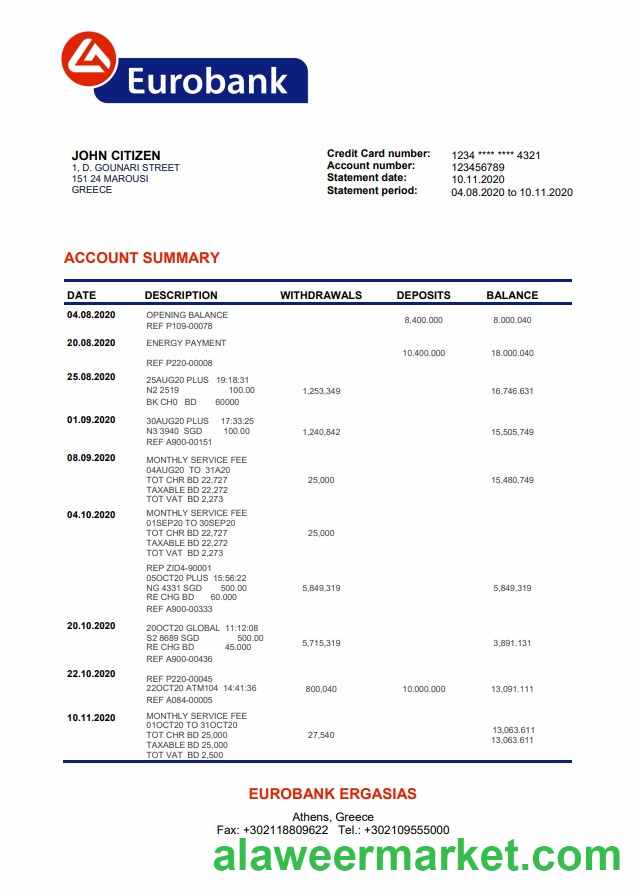 Eurobank
JOHN CITIZEN
1, D. GOUNARI STREET
151 24 MAROUSI
GREECE
Credit Card number: 1234 **** **** 4321
Account number: 123456789
Statement date: 10.11.2020
Statement period: 04.08.2020 to 10.11.2020
ACCOUNT SUMMARY
DATE DESCRIPTION WITHDRAWALS DEPOSITS BALANCE
04.08.2020 OPENING BALANCE
8,400.000 8.000.040
REF P109-00078
20.08.2020 ENERGY PAYMENT
10.400.000 18.000.040
REF P220-00008
25.08.2020 25AUG20 PLUS 19:18:31
N2 2519 100.00 1,253,349 16,746.631
BK CH0 BD 60000
01.09.2020 30AUG20 PLUS 17:33:25
N3 3940 SGD 100.00 1,240,842 15,505,749
REF A900-00151
08.09.2020 MONTHLY SERVICE FEE
04AUG20 TO 31A20
TOT CHR BD 22,727 25,000 15,480,749
TAXABLE BD 22,272
TOT VAT BD 2,273
04.10.2020 MONTHLY SERVICE FEE
01SEP20 TO 30SEP20
TOT CHR BD 22,727 25,000
TAXABLE BD 22,272
TOT VAT BD 2,273
REP ZID4-90001
05OCT20 PLUS 15:56:22
NG 4331 SGD 500.00 5,849,319 5,849,319
RE CHG BD 60.000
REF A900-00333
20.10.2020 20OCT20 GLOBAL 11:12:08
S2 8689 SGD 500.00
RE CHG BD 45.000 5,715,319 3,891.131
REF A900-00436
22.10.2020 REF P220-00045
22OCT20 ATM104 14:41:36 800,040 10.000.000 13,091.111
REF A084-00005
10.11.2020 MONTHLY SERVICE FEE
01OCT20 TO 31OCT20
13,063.611
TOT CHR BD 25,000 27,540
13,063.611
TAXABLE BD 25,000
TOT VAT BD 2,500
EUROBANK ERGASIAS
Athens, Greece
Fax: +302118809622 Tel.: +302109555000
alaweermarket.com